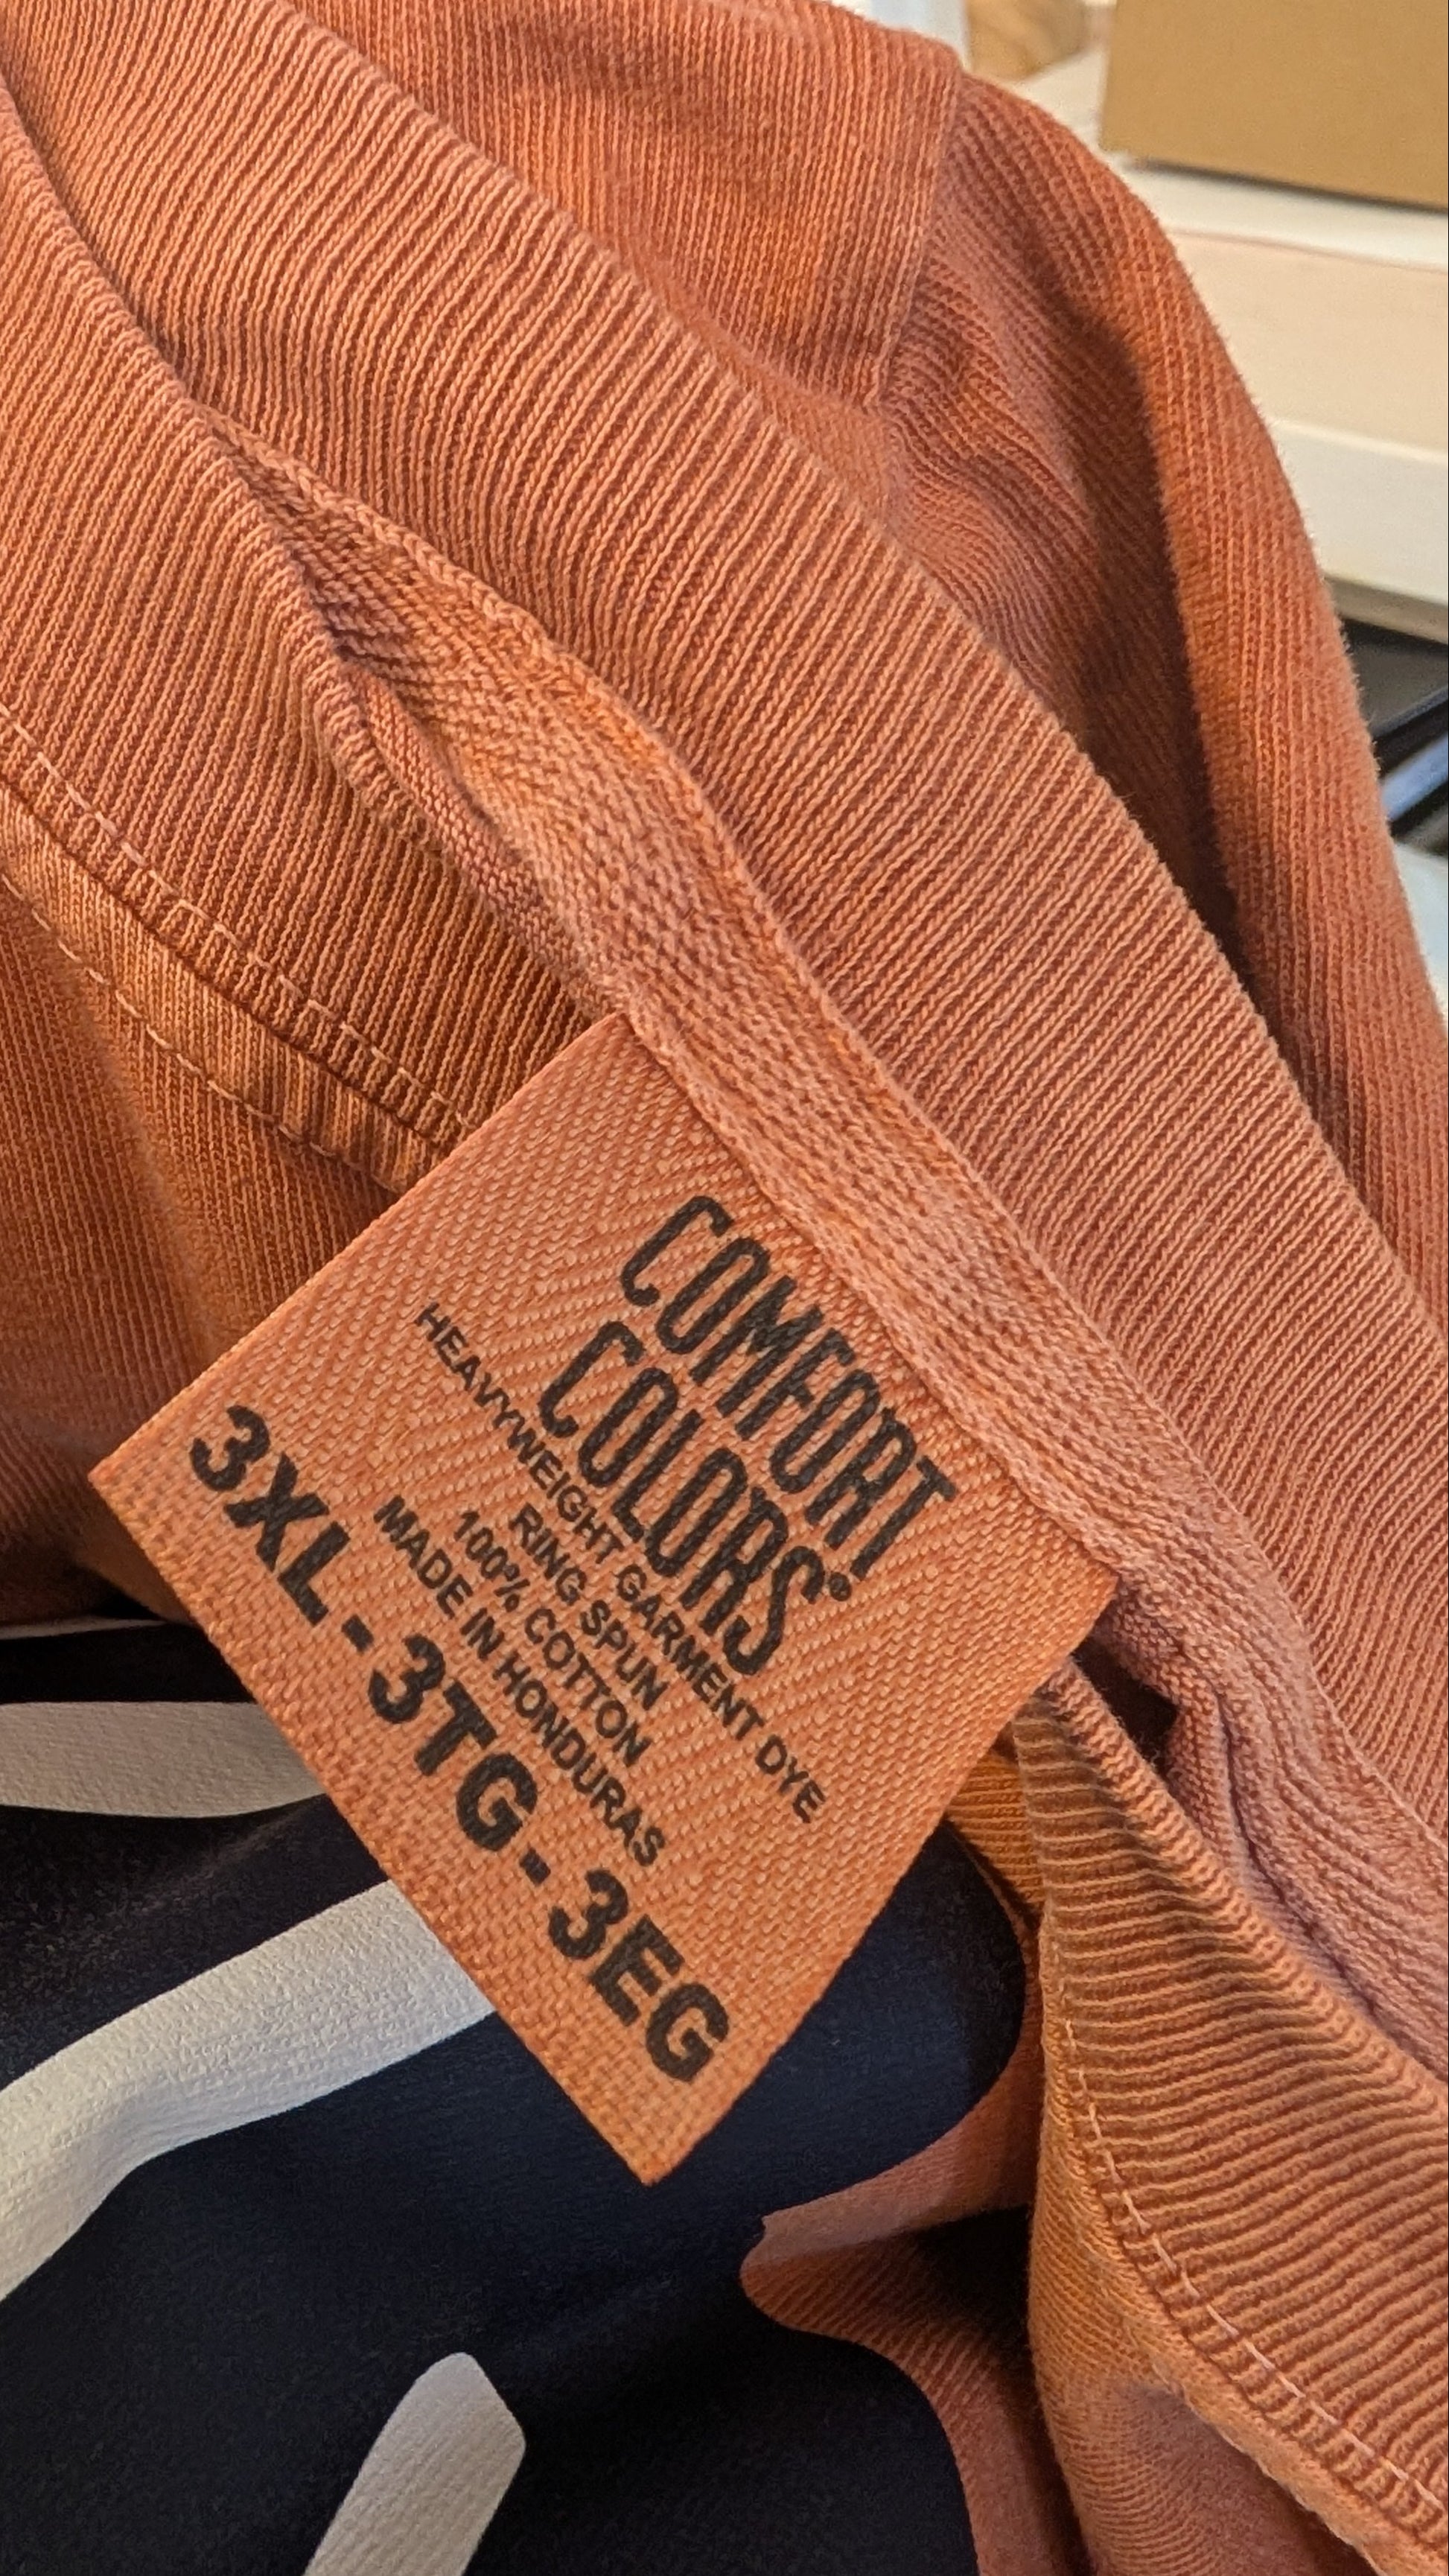 COMFORT
COLORS®
HEAVYWEIGHT GARMENT DYE
RING SPUN
100% COTTON
MADE IN HONDURAS
3XL - 3TG - 3EG